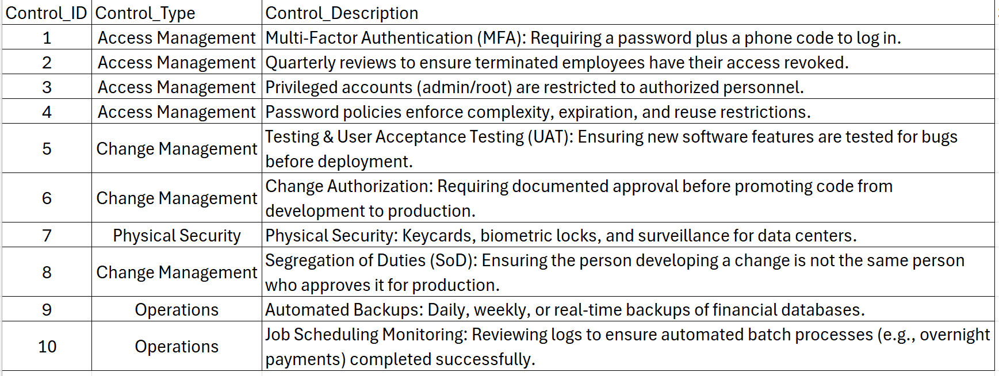 Control_ID Control_Type Control_Description
1 Access Management Multi-Factor Authentication (MFA): Requiring a password plus a phone code to log in.
2 Access Management Quarterly reviews to ensure terminated employees have their access revoked.
3 Access Management Privileged accounts (admin/root) are restricted to authorized personnel.
4 Access Management Password policies enforce complexity, expiration, and reuse restrictions.
5 Change Management Testing & User Acceptance Testing (UAT): Ensuring new software features are tested for bugs
before deployment.
6 Change Management Change Authorization: Requiring documented approval before promoting code from
development to production.
7 Physical Security Physical Security: Keycards, biometric locks, and surveillance for data centers.
8 Change Management Segregation of Duties (SoD): Ensuring the person developing a change is not the same person
who approves it for production.
9 Operations Automated Backups: Daily, weekly, or real-time backups of financial databases.
10 Operations Job Scheduling Monitoring: Reviewing logs to ensure automated batch processes (e.g., overnight
payments) completed successfully.